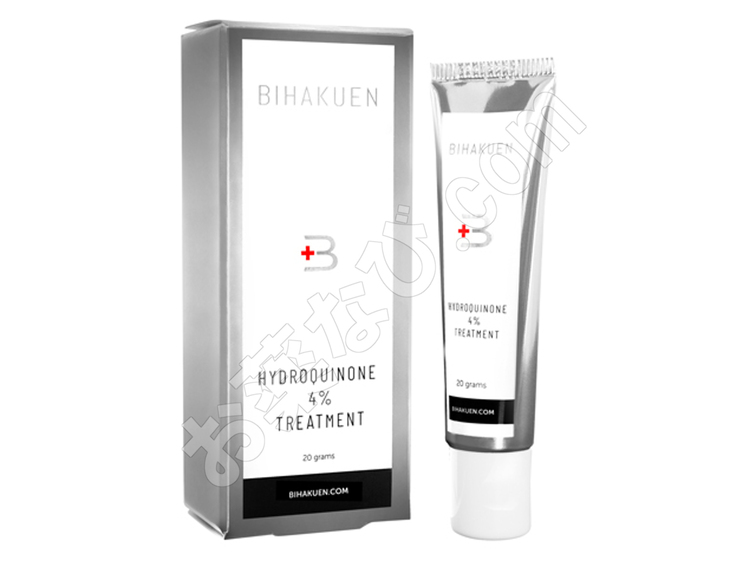 BIHAKUEN
B
HYDROQUINONE
4%
TREATMENT
20 grams
BIHAKUEN.COM
BIHAKUEN
B
HYDROQUINONE
4%
TREATMENT
20 grams
BIHAKUEN.COM
お薬なび.com